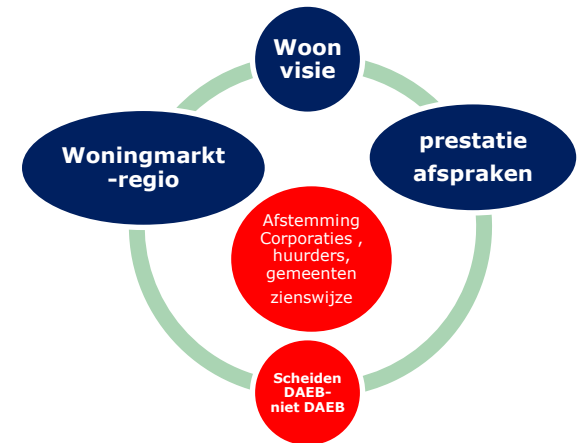 Woon
visie
Woningmarkt
-regio
prestatie
afspraken
Afstemming
Corporaties ,
huurders,
gemeenten
zienswijze
Scheiden
DAEB-
niet DAEB